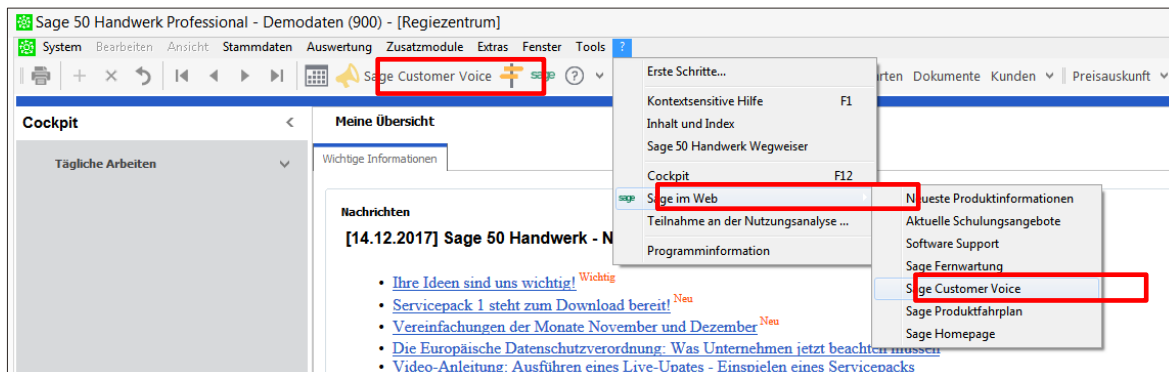 Sage 50 Handwerk Professional - Demodaten (900) - [Regiezentrum]
System Bearbeiten Ansicht Stammdaten Auswertung Zusatzmodule Extras Fenster Tools ?
Sage Customer Voice sage ? rten Dokumente Kunden Preisauskunft
Erste Schritte...
Kontextsensitive Hilfe F1
Inhalt und Index
Sage 50 Handwerk Wegweiser
Cockpit F12
sage Sage im Web
Teilnahme an der Nutzungsanalyse ...
Programminformation
Neueste Produktinformationen
Aktuelle Schulungsangebote
Software Support
Sage Fernwartung
Sage Customer Voice
Sage Produktfahrplan
Sage Homepage
Cockpit
Tägliche Arbeiten
Meine Übersicht
Wichtige Informationen
Nachrichten
[14.12.2017] Sage 50 Handwerk - N
• Ihre Ideen sind uns wichtig! Wichtig
• Servicepack 1 steht zum Download bereit! Neu
• Vereinfachungen der Monate November und Dezember Neu
• Die Europäische Datenschutzverordnung: Was Unternehmen jetzt beachten müssen
• Video-Anleitung: Ausführen eines Live-Upates - Einspielen eines Servicepacks